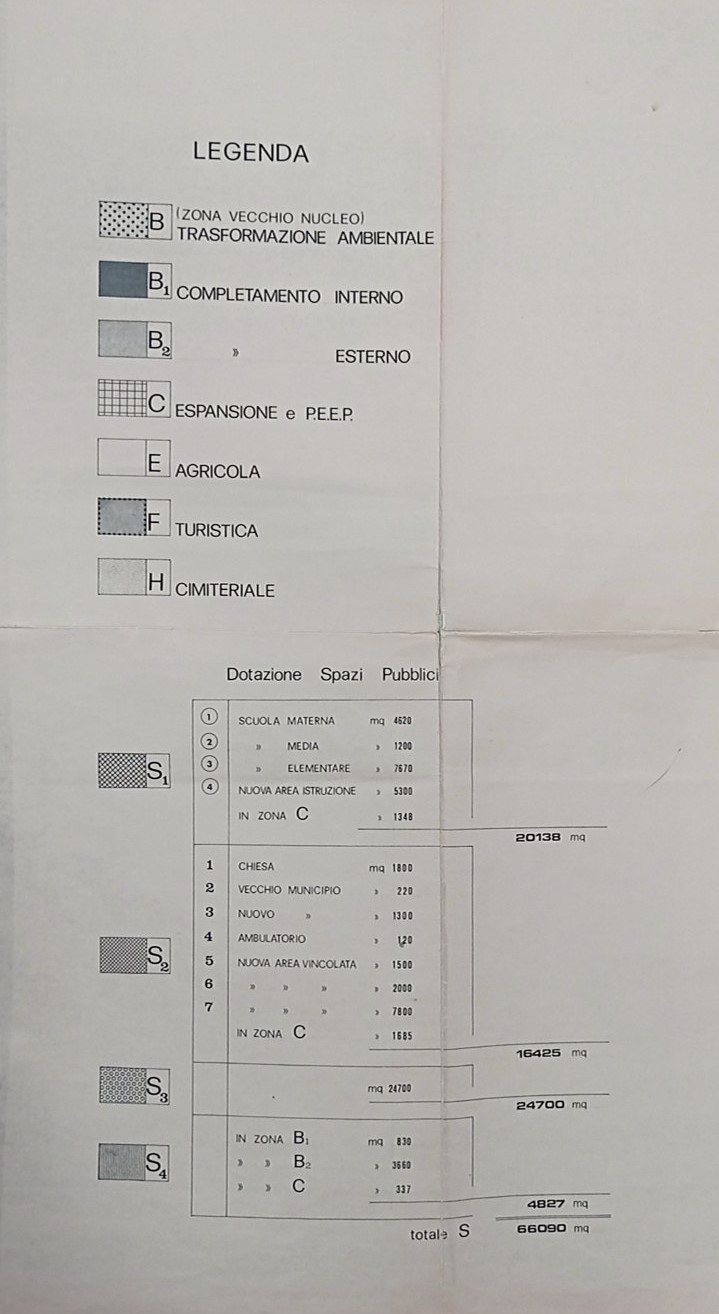 LEGENDA
B (ZONA VECCHIO NUCLEO)
TRASFORMAZIONE AMBIENTALE
B₁ COMPLETAMENTO INTERNO
B₂ » ESTERNO
C ESPANSIONE e P.E.E.P.
E AGRICOLA
F TURISTICA
H CIMITERIALE
Dotazione Spazi Pubblici
S₁
① SCUOLA MATERNA mq 4620
② » MEDIA » 1200
③ » ELEMENTARE » 7670
④ NUOVA AREA ISTRUZIONE » 5300
IN ZONA C » 1348
20138 mq
S₂
1 CHIESA mq 1800
2 VECCHIO MUNICIPIO » 220
3 NUOVO » » 1300
4 AMBULATORIO » 120
5 NUOVA AREA VINCOLATA » 1500
6 » » » » 2000
7 » » » » 7800
IN ZONA C » 1685
16425 mq
S₃
mq 24700
24700 mq
S₄
IN ZONA B₁ mq 830
» » B₂ » 3660
» » C » 337
4827 mq
totale S 66090 mq